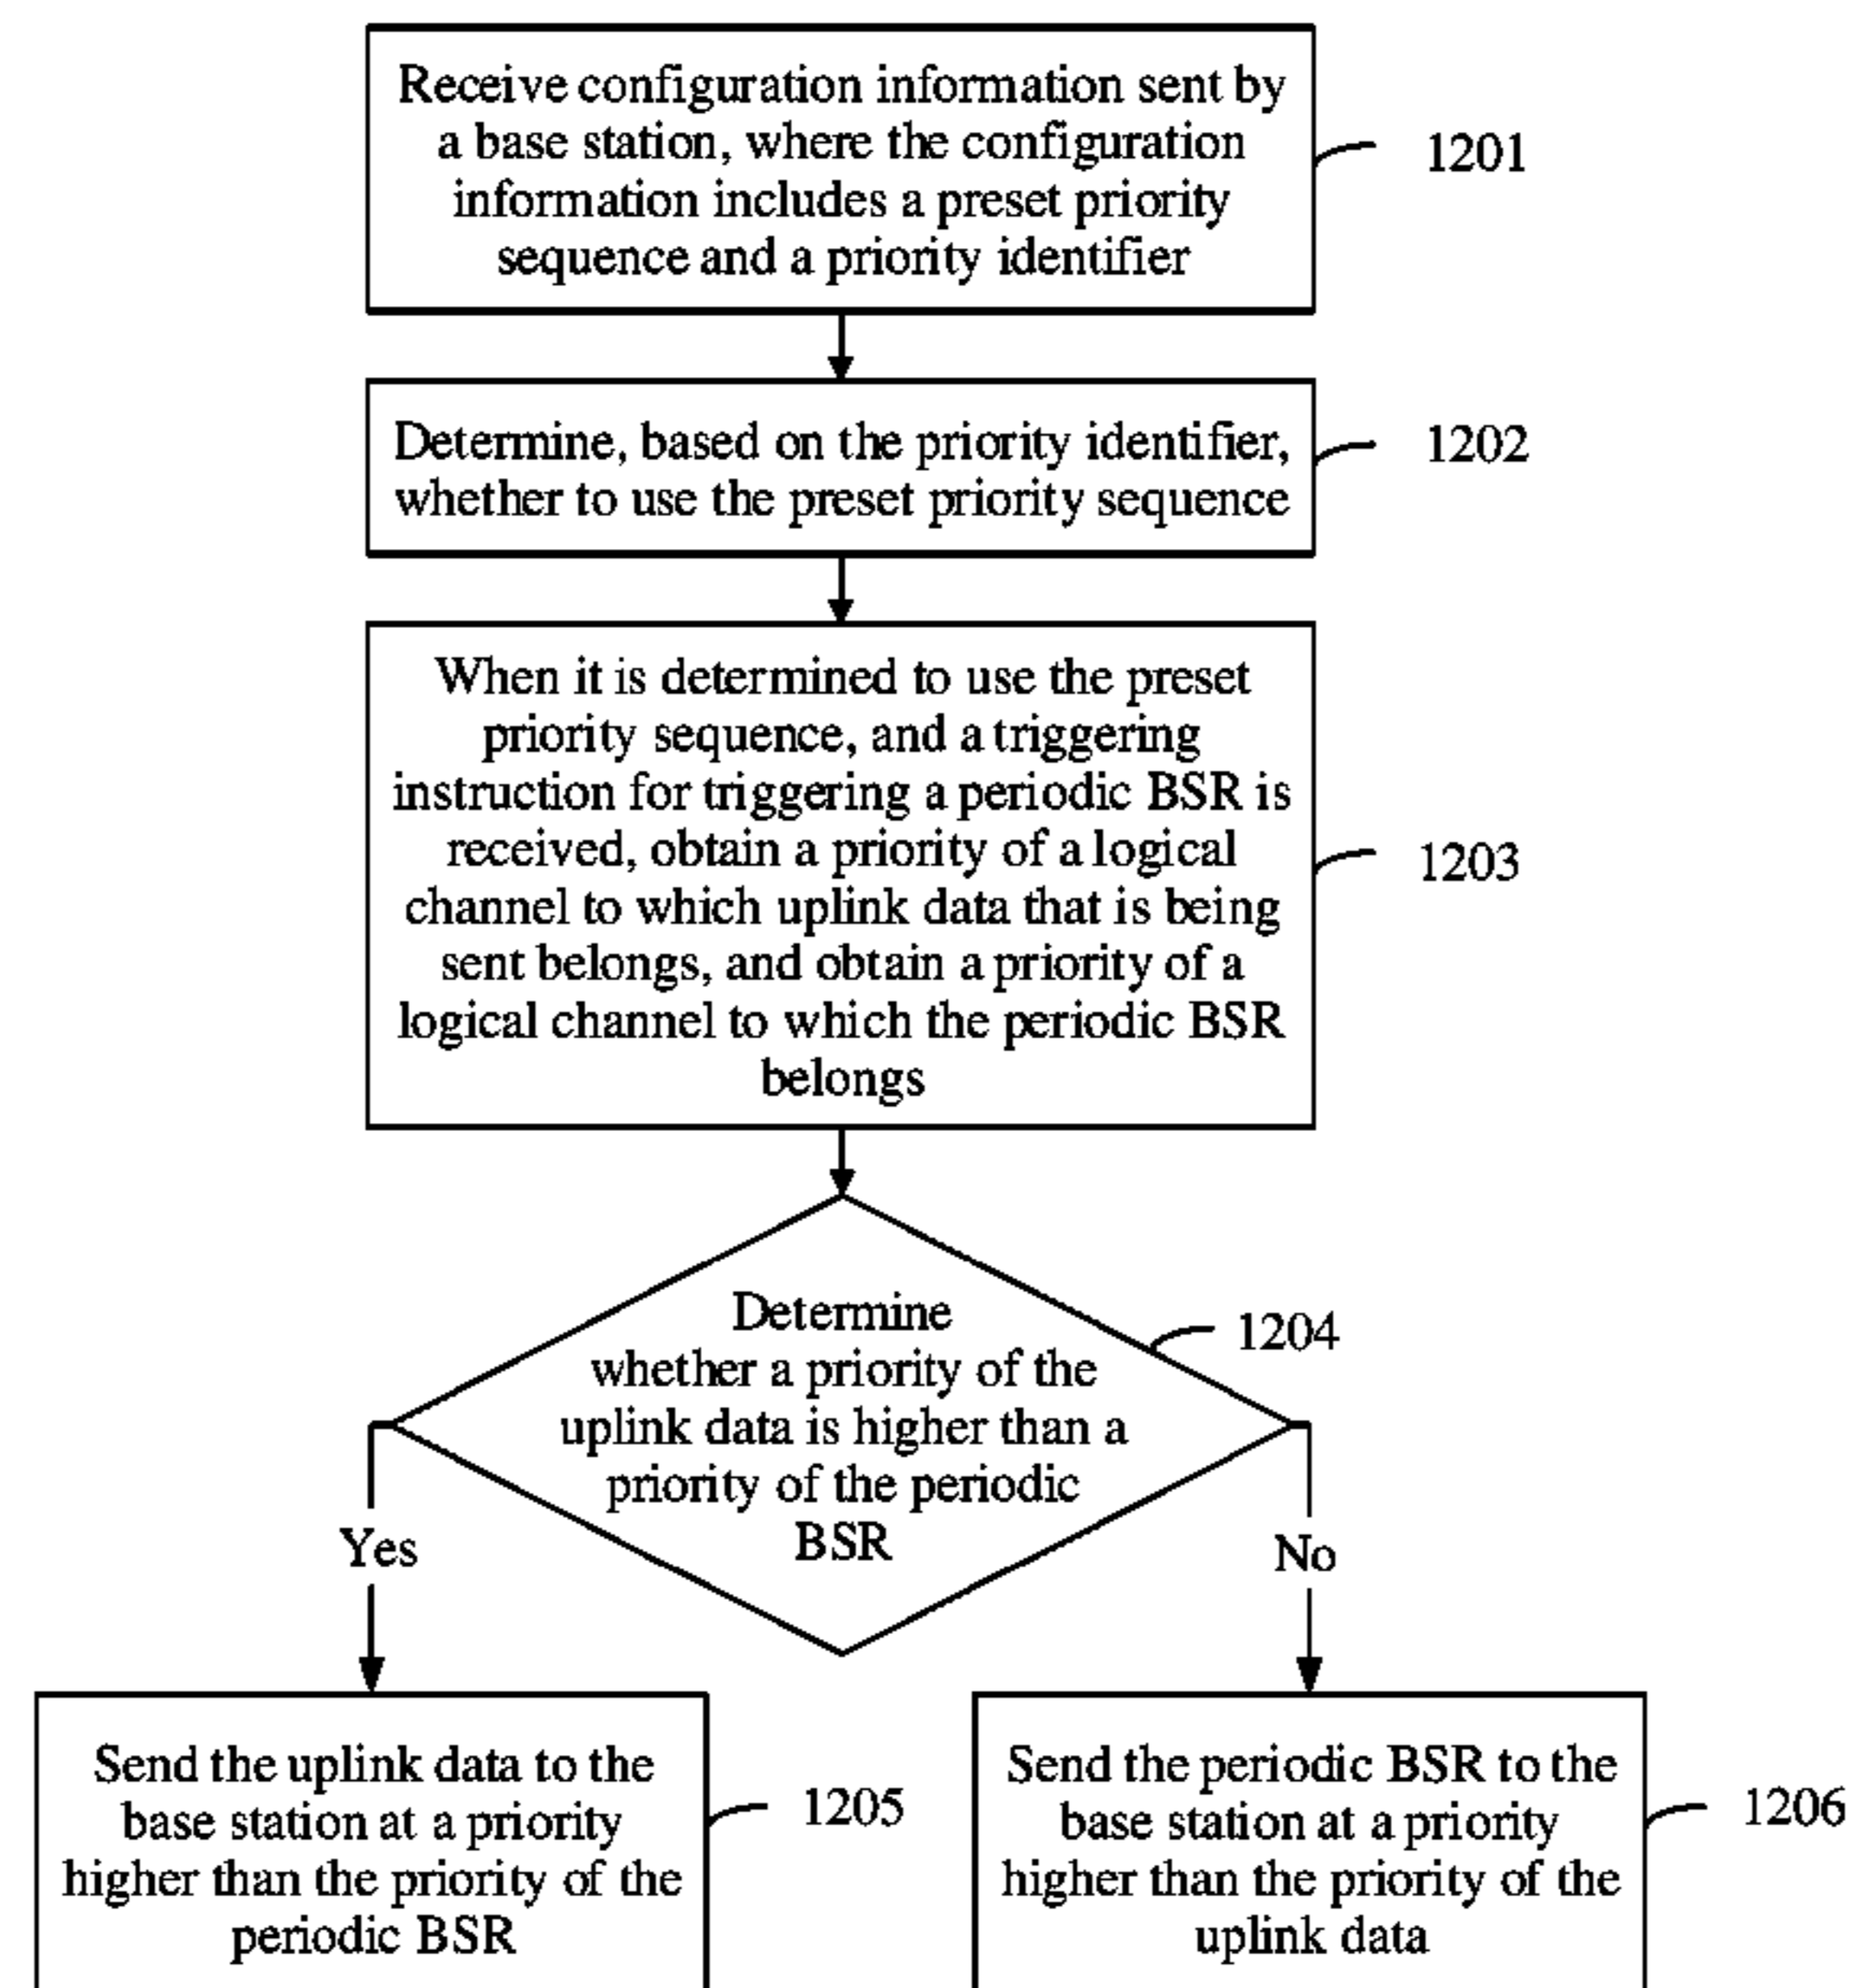 Receive configuration information sent by
a base station, where the configuration
information includes a preset priority
sequence and a priority identifier
1201
Determine, based on the priority identifier,
whether to use the preset priority sequence
1202
When it is determined to use the preset
priority sequence, and a triggering
instruction for triggering a periodic BSR is
received, obtain a priority of a logical
channel to which uplink data that is being
sent belongs, and obtain a priority of a
logical channel to which the periodic BSR
belongs
1203
Determine
whether a priority of the
uplink data is higher than a
priority of the periodic
BSR
1204
Yes
No
Send the uplink data to the
base station at a priority
higher than the priority of the
periodic BSR
1205
Send the periodic BSR to the
base station at a priority
higher than the priority of the
uplink data
1206